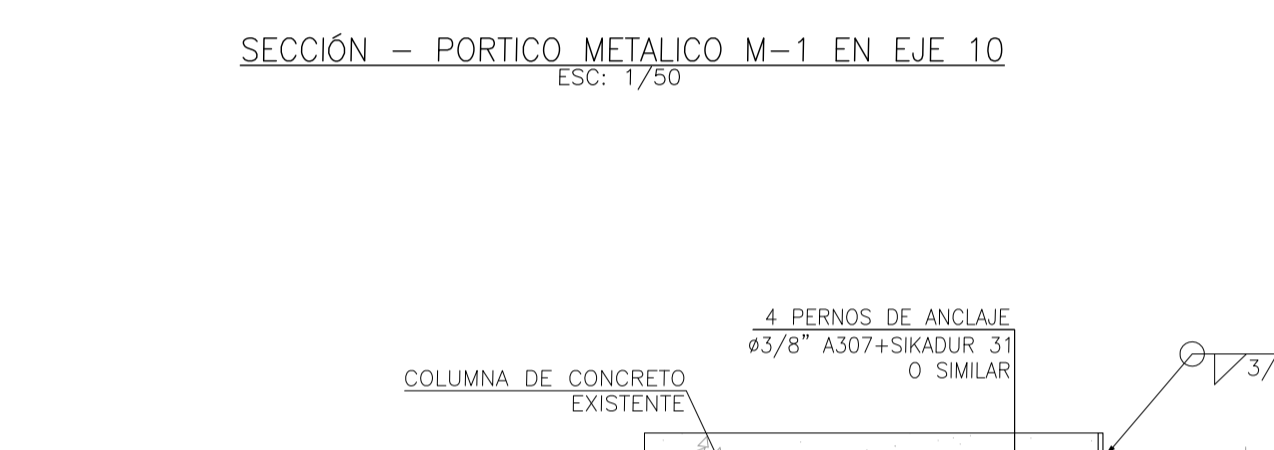 SECCIÓN – PORTICO METALICO M–1 EN EJE 10
ESC: 1/50
4 PERNOS DE ANCLAJE
ø3/8" A307+SIKADUR 31
O SIMILAR
COLUMNA DE CONCRETO
EXISTENTE
3/